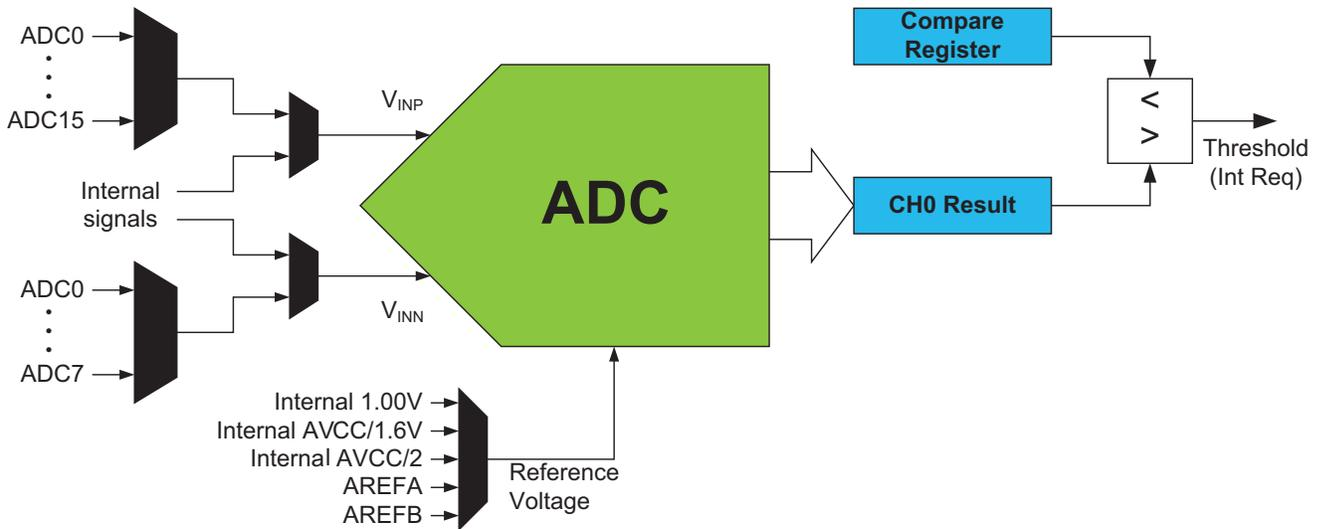 ADC0
ADC15
Internal
signals
ADC0
ADC7
VINP
VINN
ADC
Internal 1.00V
Internal AVCC/1.6V
Internal AVCC/2
AREFA
AREFB
Reference
Voltage
Compare
Register
CH0 Result
<
>
Threshold
(Int Req)